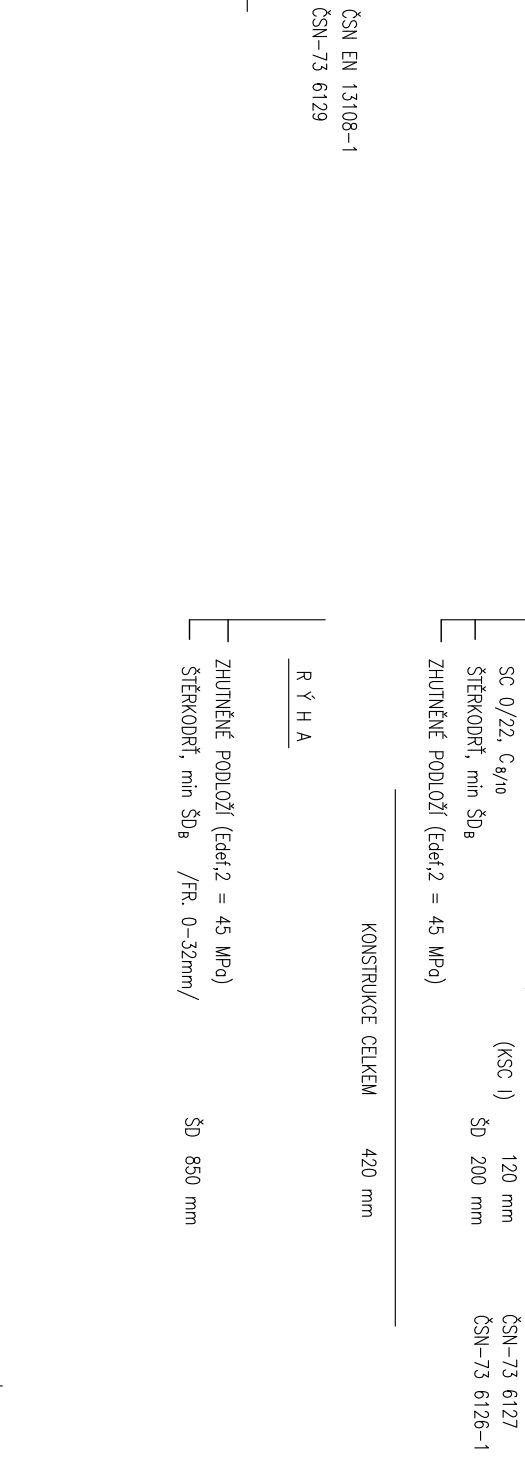 ČSN EN 13108-1
ČSN-73 6129
SC 0/22, C8/10 (KSC I) 120 mm ČSN-73 6127
ŠTĚRKODRŤ, min ŠDB ŠD 200 mm ČSN-73 6126-1
ZHUTNĚNÉ PODLOŽÍ (Edef,2 = 45 MPa)
KONSTRUKCE CELKEM 420 mm
R Ý H A
ZHUTNĚNÉ PODLOŽÍ (Edef,2 = 45 MPa)
ŠTĚRKODRŤ, min ŠDB /FR. 0-32mm/ ŠD 850 mm